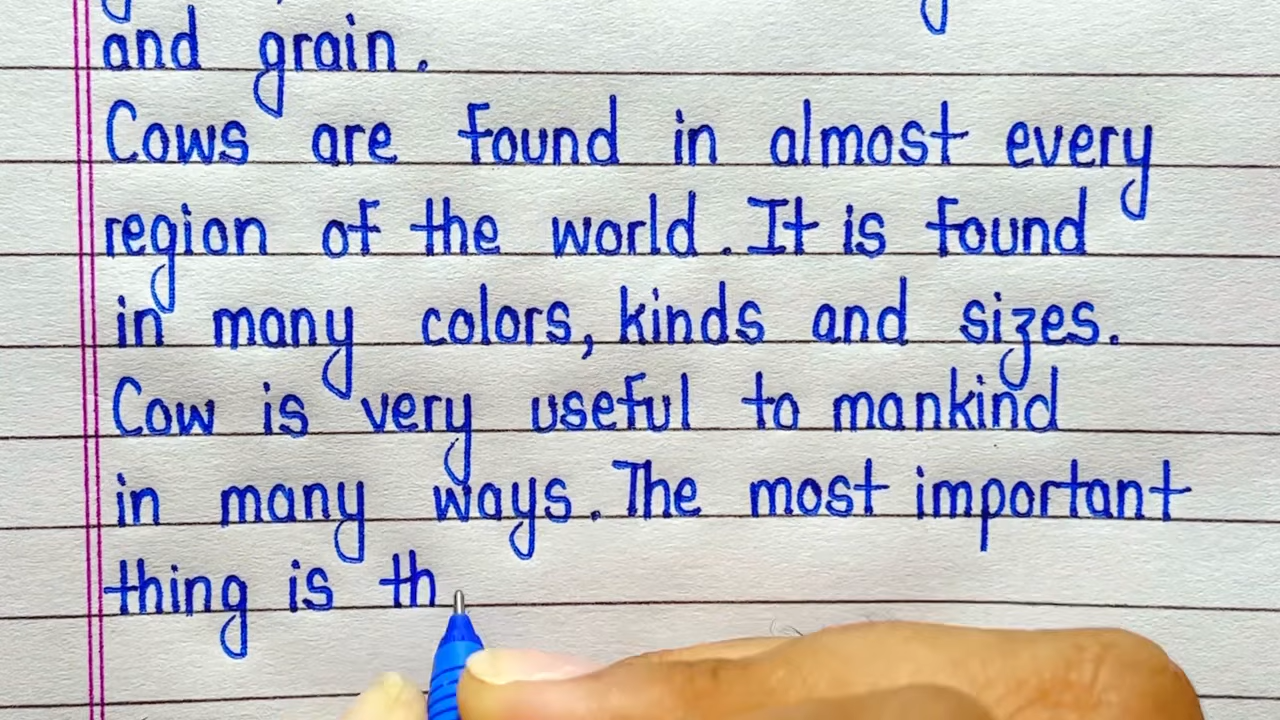 and grain.
Cows are found in almost every
region of the world. It is found
in many colors, kinds and sizes.
Cow is very useful to mankind
in many ways. The most important
thing is th